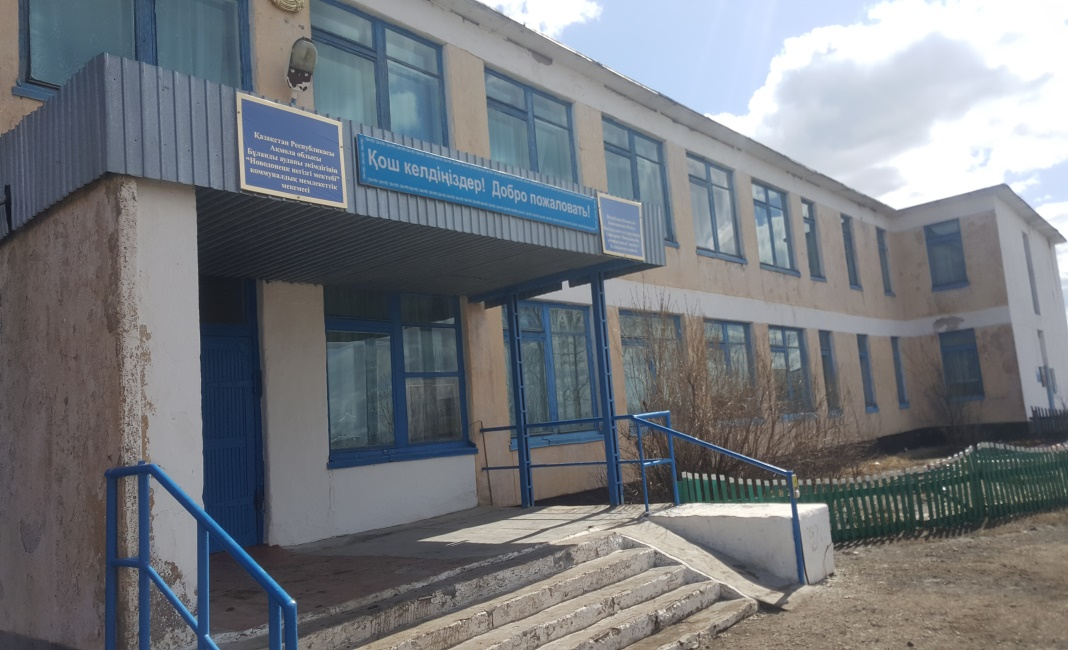 Қазақстан Республикасы
Ақмола облысы
Бұланды ауданы әкімдігінің
"Новодонецк негізгі мектебі"
коммуналдық мемлекеттік
мекемесі
Қош келдіңіздер! Добро пожаловать!